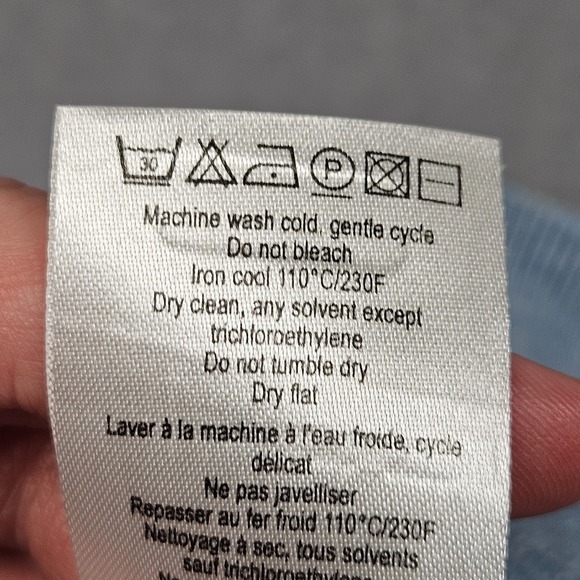 30 P
Machine wash cold, gentle cycle
Do not bleach
Iron cool 110°C/230F
Dry clean, any solvent except
trichloroethylene
Do not tumble dry
Dry flat
Laver à la machine à l'eau froide, cycle
délicat
Ne pas javelliser
Repasser au fer froid 110°C/230F
Nettoyage à sec, tous solvents
sauf